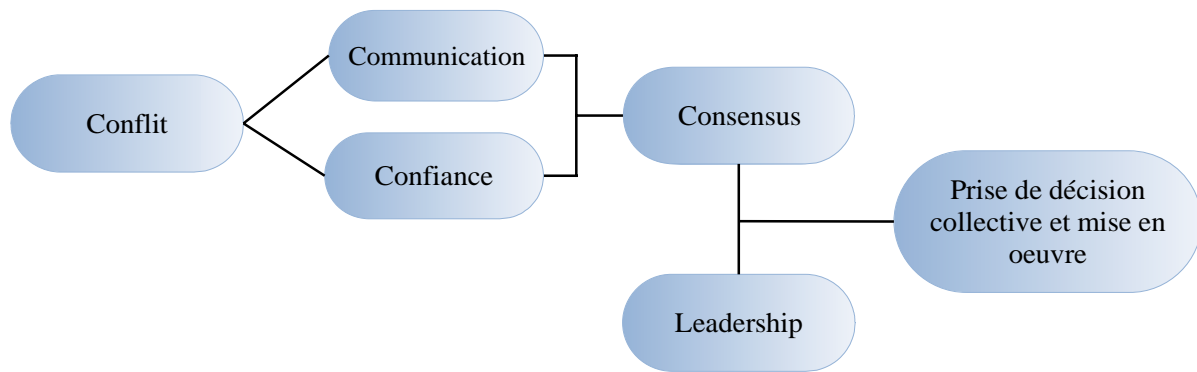 Conflit
Communication
Confiance
Consensus
Leadership
Prise de décision
collective et mise en
oeuvre